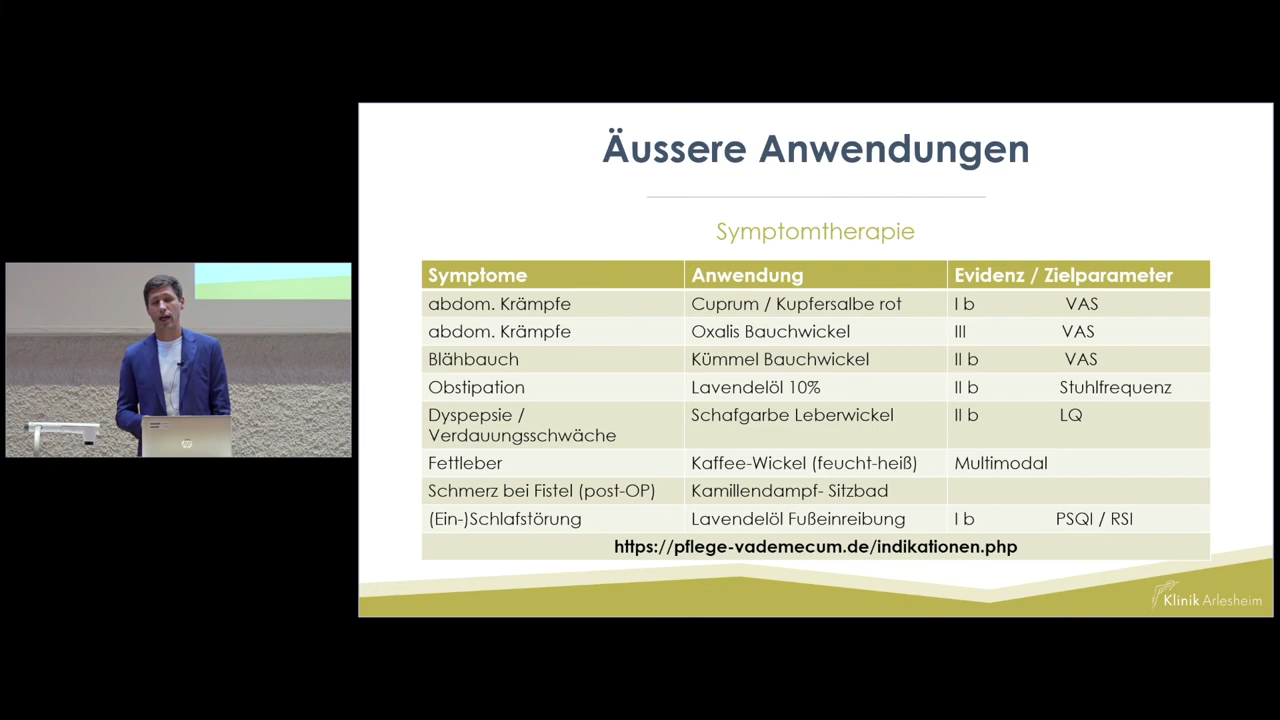 Äussere Anwendungen
Symptomtherapie
Symptome Anwendung Evidenz / Zielparameter
abdom. Krämpfe Cuprum / Kupfersalbe rot I b VAS
abdom. Krämpfe Oxalis Bauchwickel III VAS
Blähbauch Kümmel Bauchwickel II b VAS
Obstipation Lavendelöl 10% II b Stuhlfrequenz
Dyspepsie / Schafgarbe Leberwickel II b LQ
Verdauungsschwäche
Fettleber Kaffee-Wickel (feucht-heiß) Multimodal
Schmerz bei Fistel (post-OP) Kamillendampf- Sitzbad
(Ein-)Schlafstörung Lavendelöl Fußeinreibung I b PSQI / RSI
https://pflege-vademecum.de/indikationen.php
Klinik Arlesheim
hp